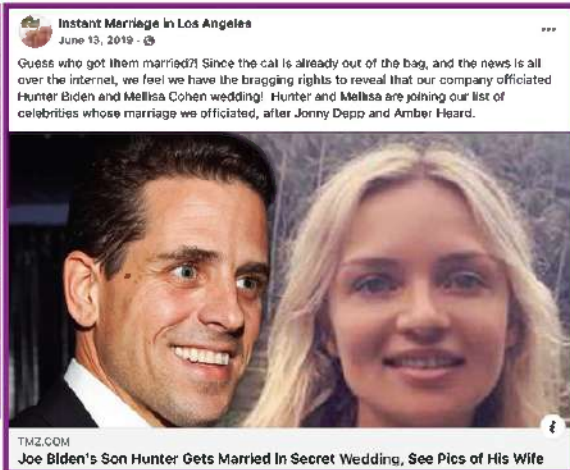 Instant Marriage in Los Angeles
June 13, 2019 ·
Guess who got them married?! Since the cat is already out of the bag, and the news is all
over the internet, we feel we have the bragging rights to reveal that our company officiated
Hunter Biden and Mellisa Cohen wedding! Hunter and Melissa are joining our list of
celebrities whose marriage we officiated, after Jonny Depp and Amber Heard.
TMZ.COM
Joe Biden's Son Hunter Gets Married in Secret Wedding, See Pics of His Wife